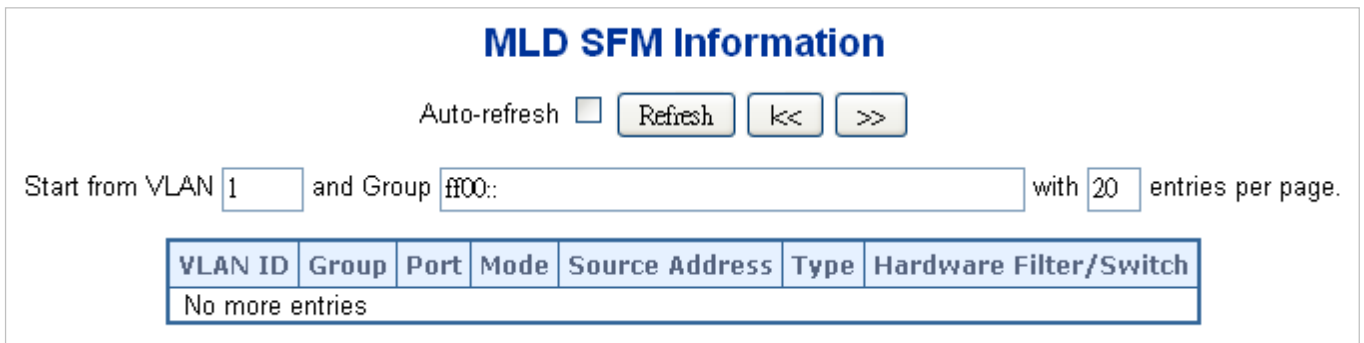 MLD SFM Information
Auto-refresh Refresh |<< >>
Start from VLAN 1 and Group ff00:: with 20 entries per page.
VLAN ID Group Port Mode Source Address Type Hardware Filter/Switch
No more entries